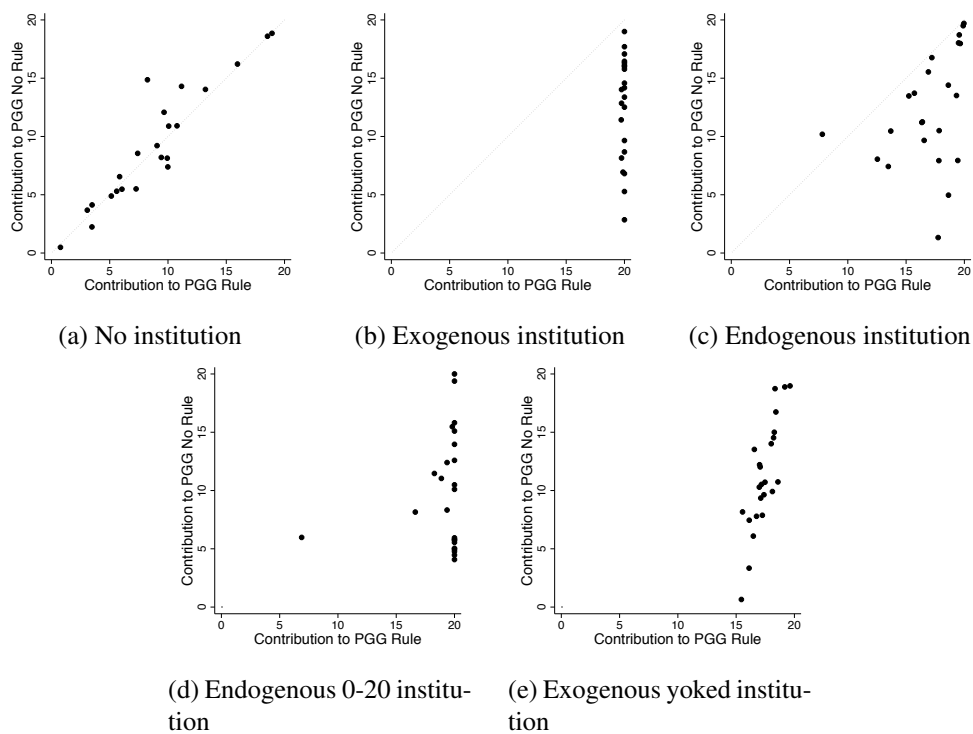 20
15
10
5
0
Contribution to PGG No Rule
0 5 10 15 20
Contribution to PGG Rule
(a) No institution
20
15
10
5
0
Contribution to PGG No Rule
0 5 10 15 20
Contribution to PGG Rule
(b) Exogenous institution
20
15
10
5
0
Contribution to PGG No Rule
0 5 10 15 20
Contribution to PGG Rule
(c) Endogenous institution
20
15
10
5
0
Contribution to PGG No Rule
0 5 10 15 20
Contribution to PGG Rule
(d) Endogenous 0-20 institu-
tion
20
15
10
5
0
Contribution to PGG No Rule
0 5 10 15 20
Contribution to PGG Rule
(e) Exogenous yoked institu-
tion